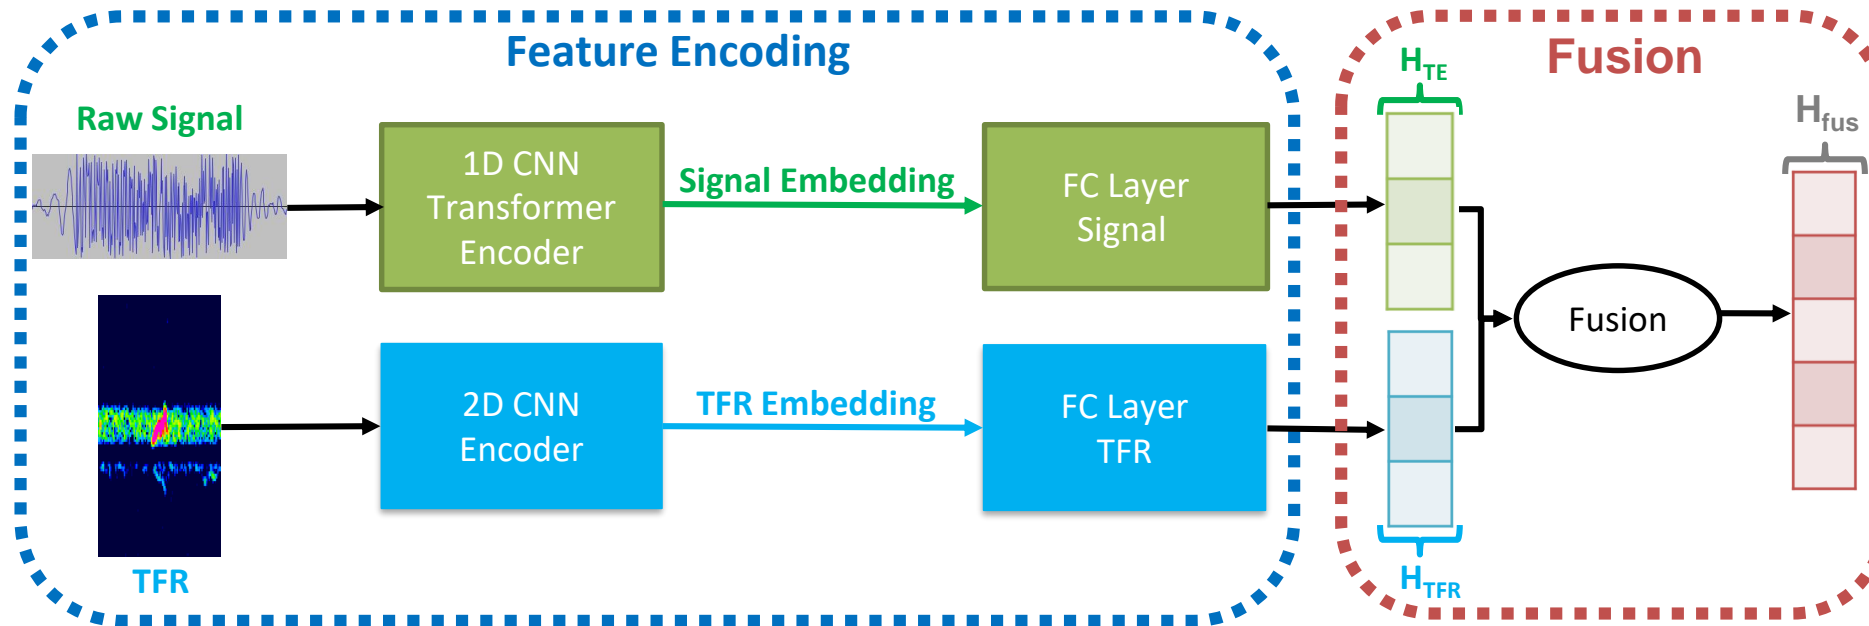 Feature Encoding
Raw Signal
1D CNN
Transformer
Encoder
Signal Embedding
FC Layer
Signal
TFR
2D CNN
Encoder
TFR Embedding
FC Layer
TFR
Fusion
H_TE
H_TFR
Fusion
H_fus